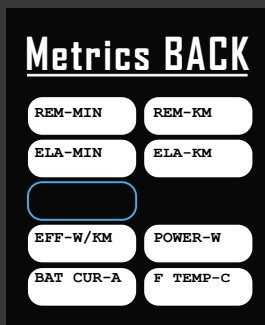 Metrics BACK
REM-MIN REM-KM
ELA-MIN ELA-KM
EFF-W/KM POWER-W
BAT CUR-A F TEMP-C